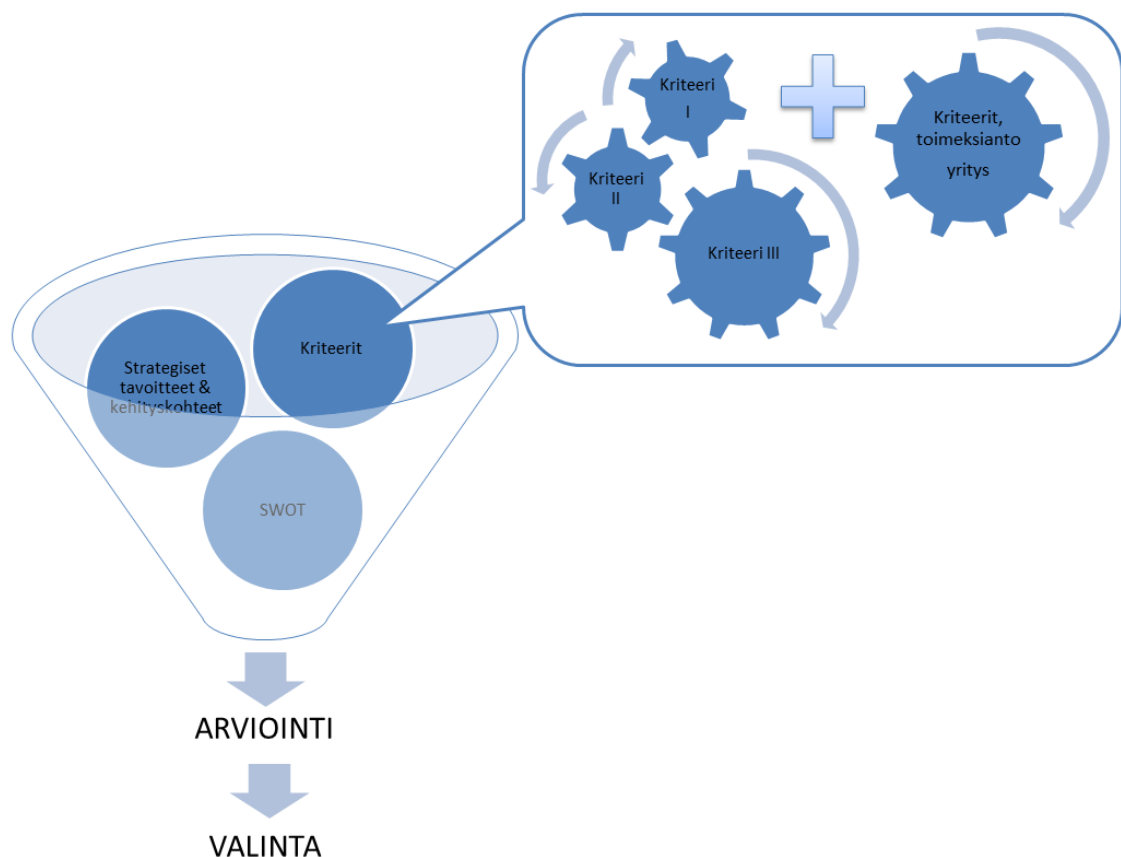 Kriteeri
I
Kriteeri
II
Kriteeri III
Kriteerit,
toimeksianto
yritys
Kriteerit
Strategiset
tavoitteet &
kehityskohteet
SWOT
ARVIOINTI
VALINTA